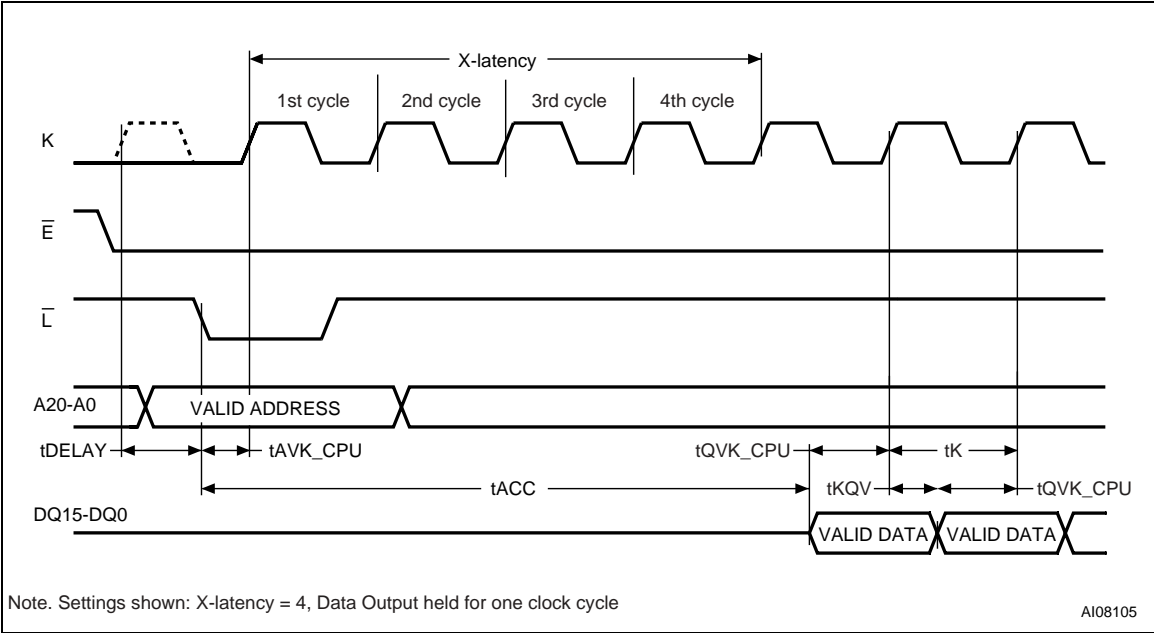 X-latency
1st cycle 2nd cycle 3rd cycle 4th cycle
K
E
L
A20-A0 VALID ADDRESS
tDELAY tAVK_CPU tQVK_CPU tK
tACC tKQV tQVK_CPU
DQ15-DQ0
VALID DATA VALID DATA
Note. Settings shown: X-latency = 4, Data Output held for one clock cycle
AI08105